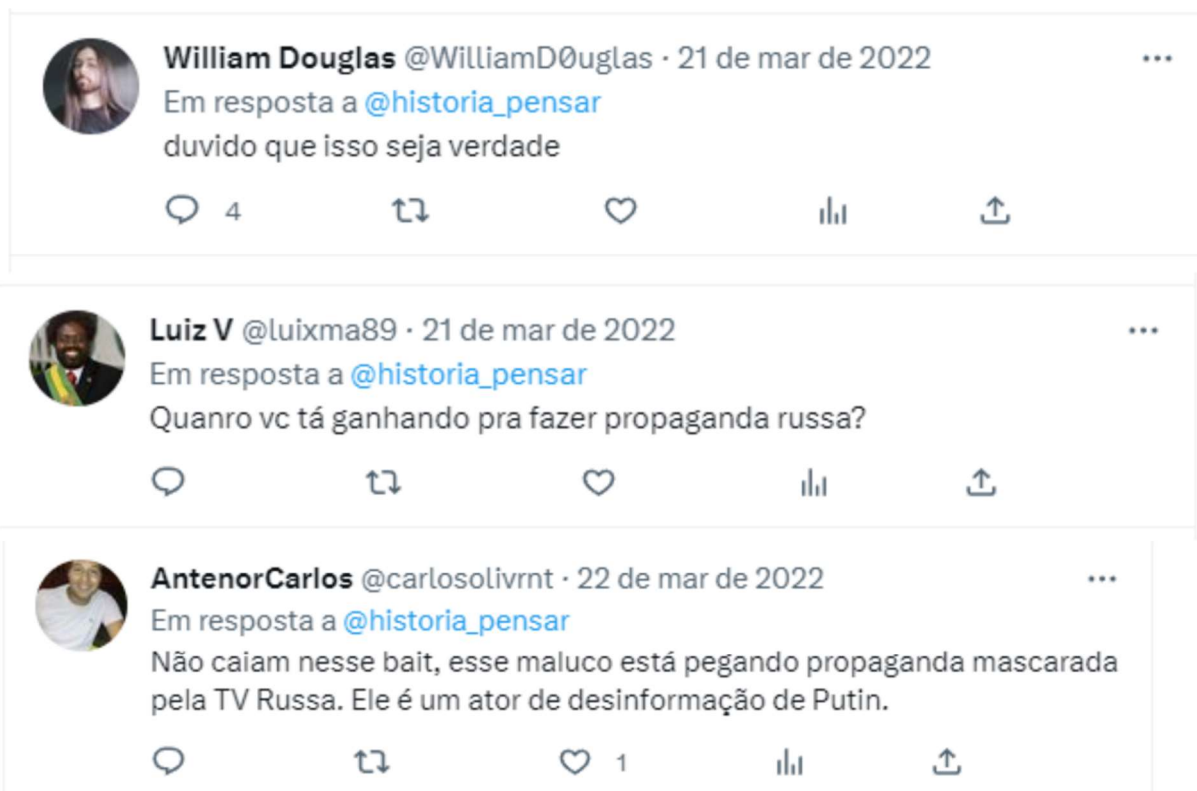 William Douglas @WilliamD0uglas · 21 de mar de 2022
Em resposta a @historia_pensar
duvido que isso seja verdade
4
Luiz V @luixma89 · 21 de mar de 2022
Em resposta a @historia_pensar
Quanro vc tá ganhando pra fazer propaganda russa?
AntenorCarlos @carlosolivrnt · 22 de mar de 2022
Em resposta a @historia_pensar
Não caiam nesse bait, esse maluco está pegando propaganda mascarada
pela TV Russa. Ele é um ator de desinformação de Putin.
1